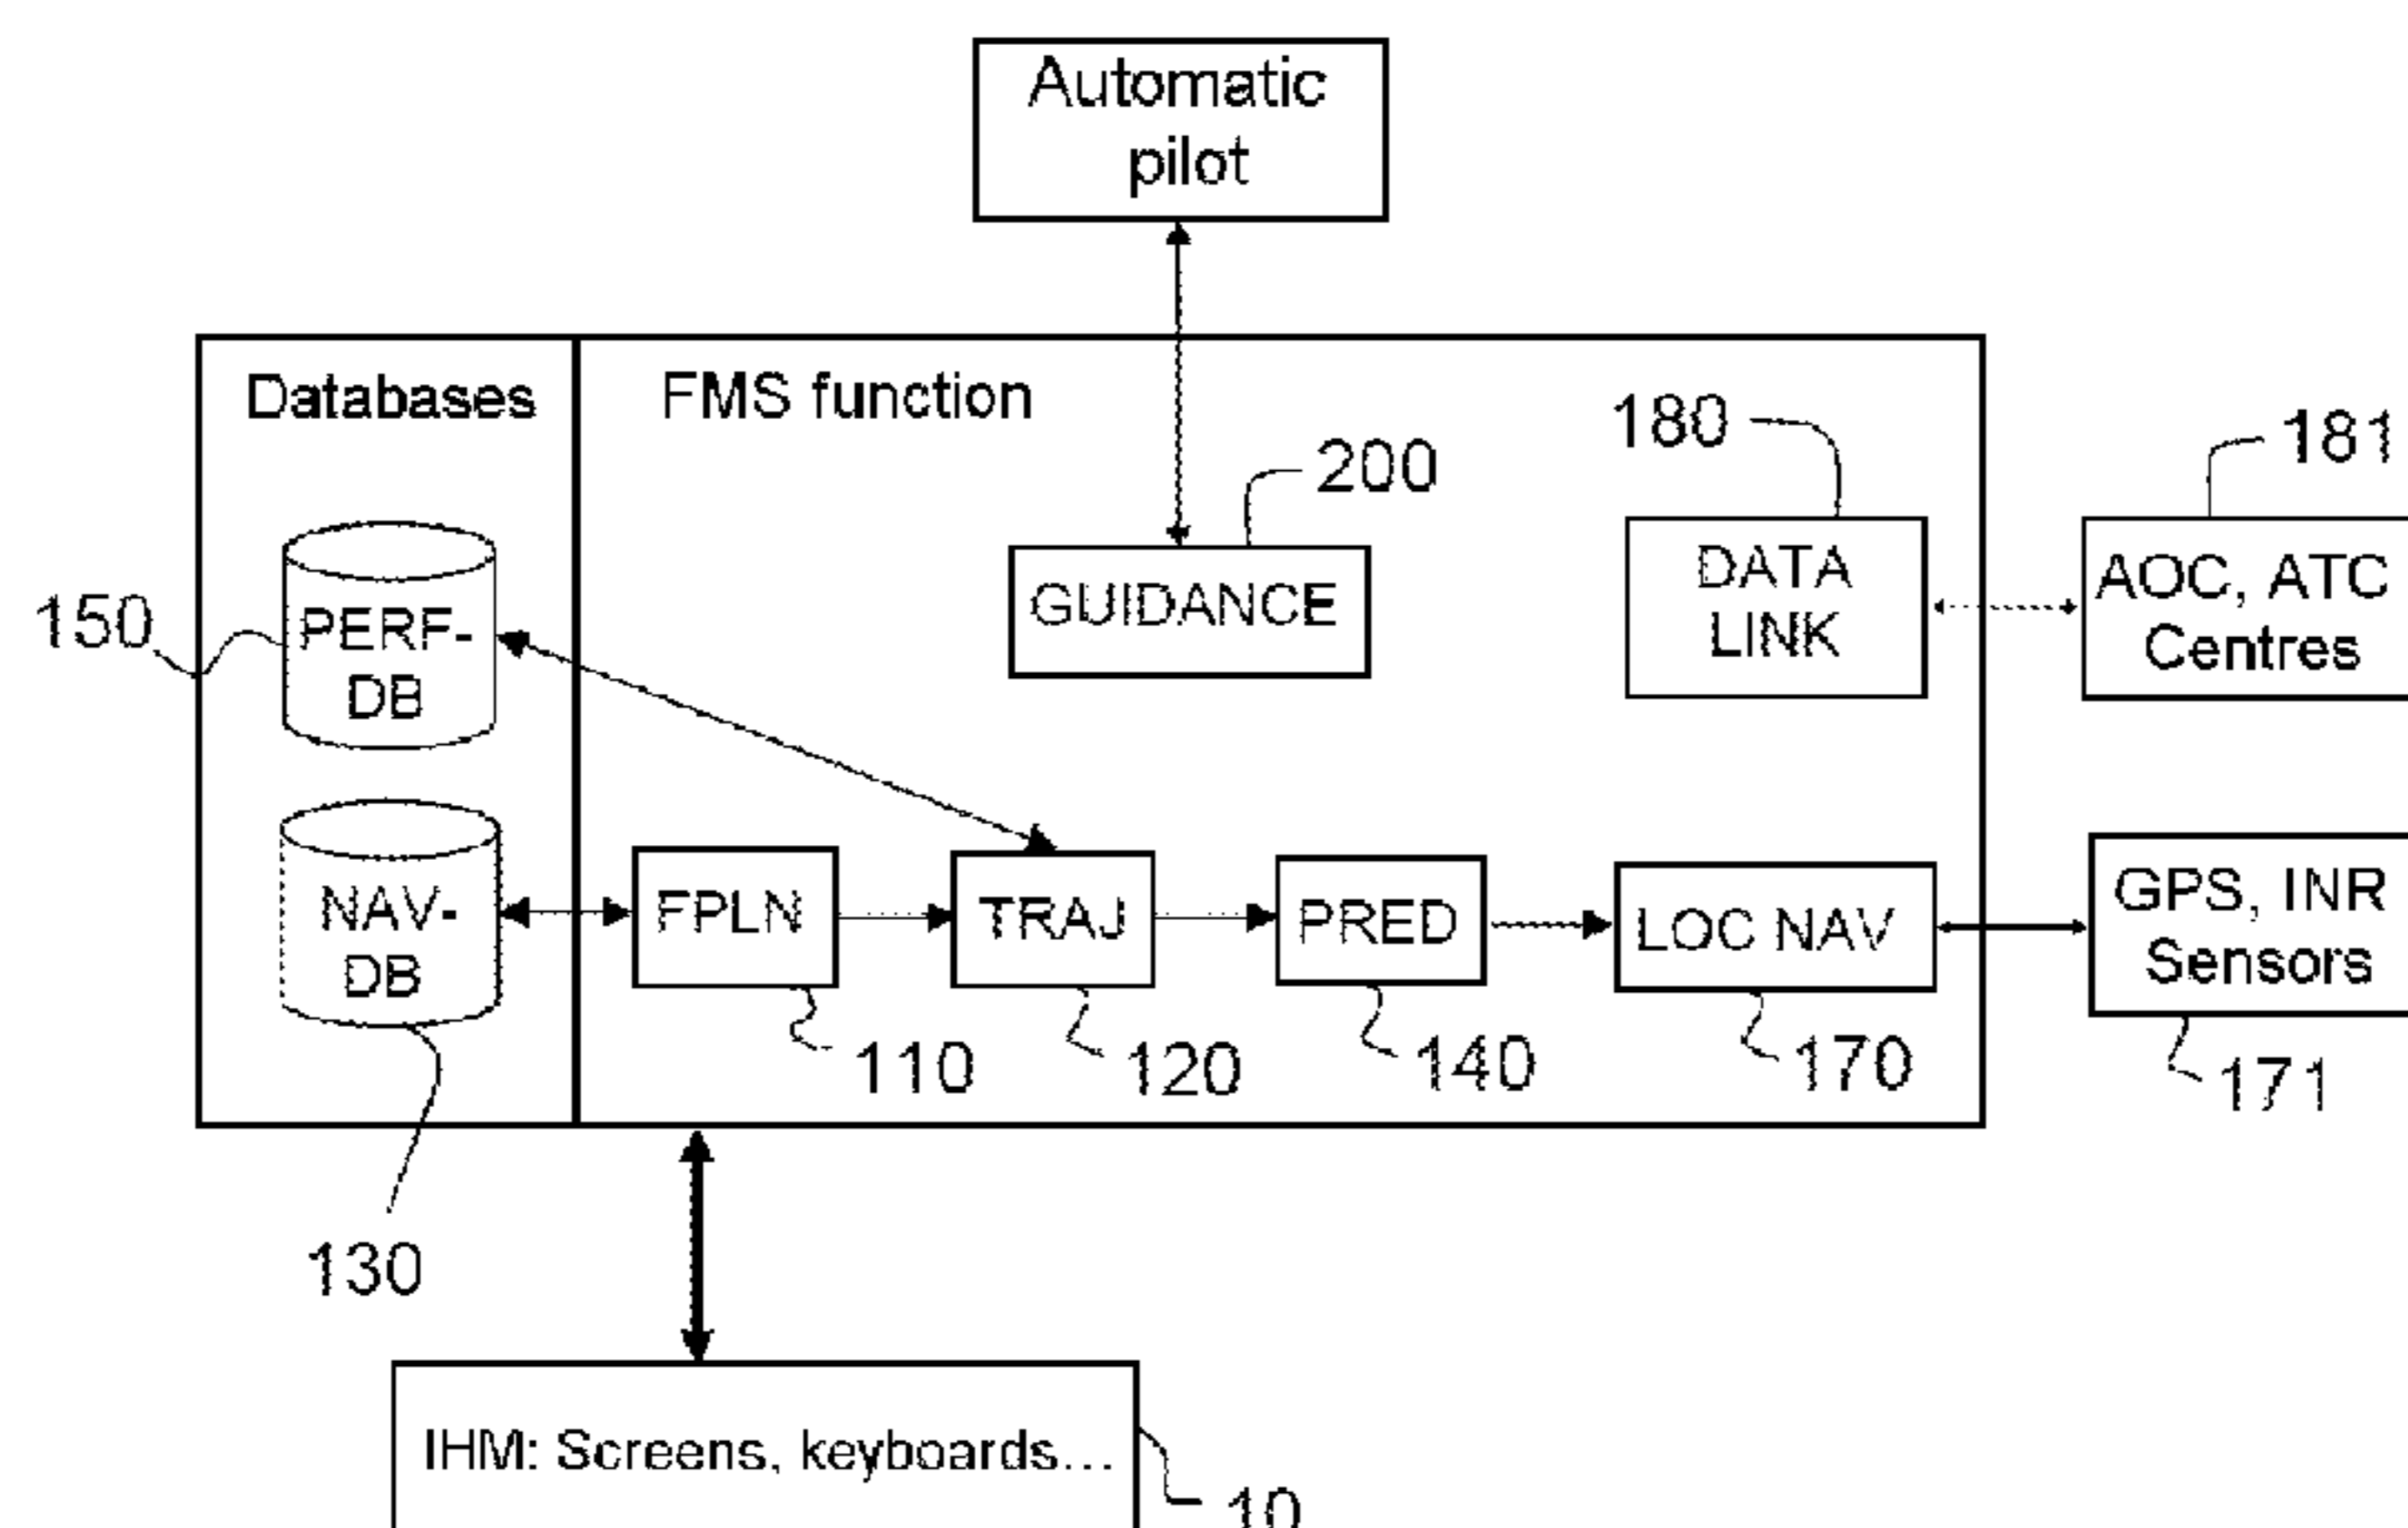 Automatic
pilot
Databases
FMS function
180
181
200
DATA
LINK
AOC, ATC
Centres
GUIDANCE
150
PERF-
DB
NAV-
DB
FPLN
TRAJ
PRED
LOC NAV
GPS, INR
Sensors
110
120
140
170
171
130
IHM: Screens, keyboards...
10